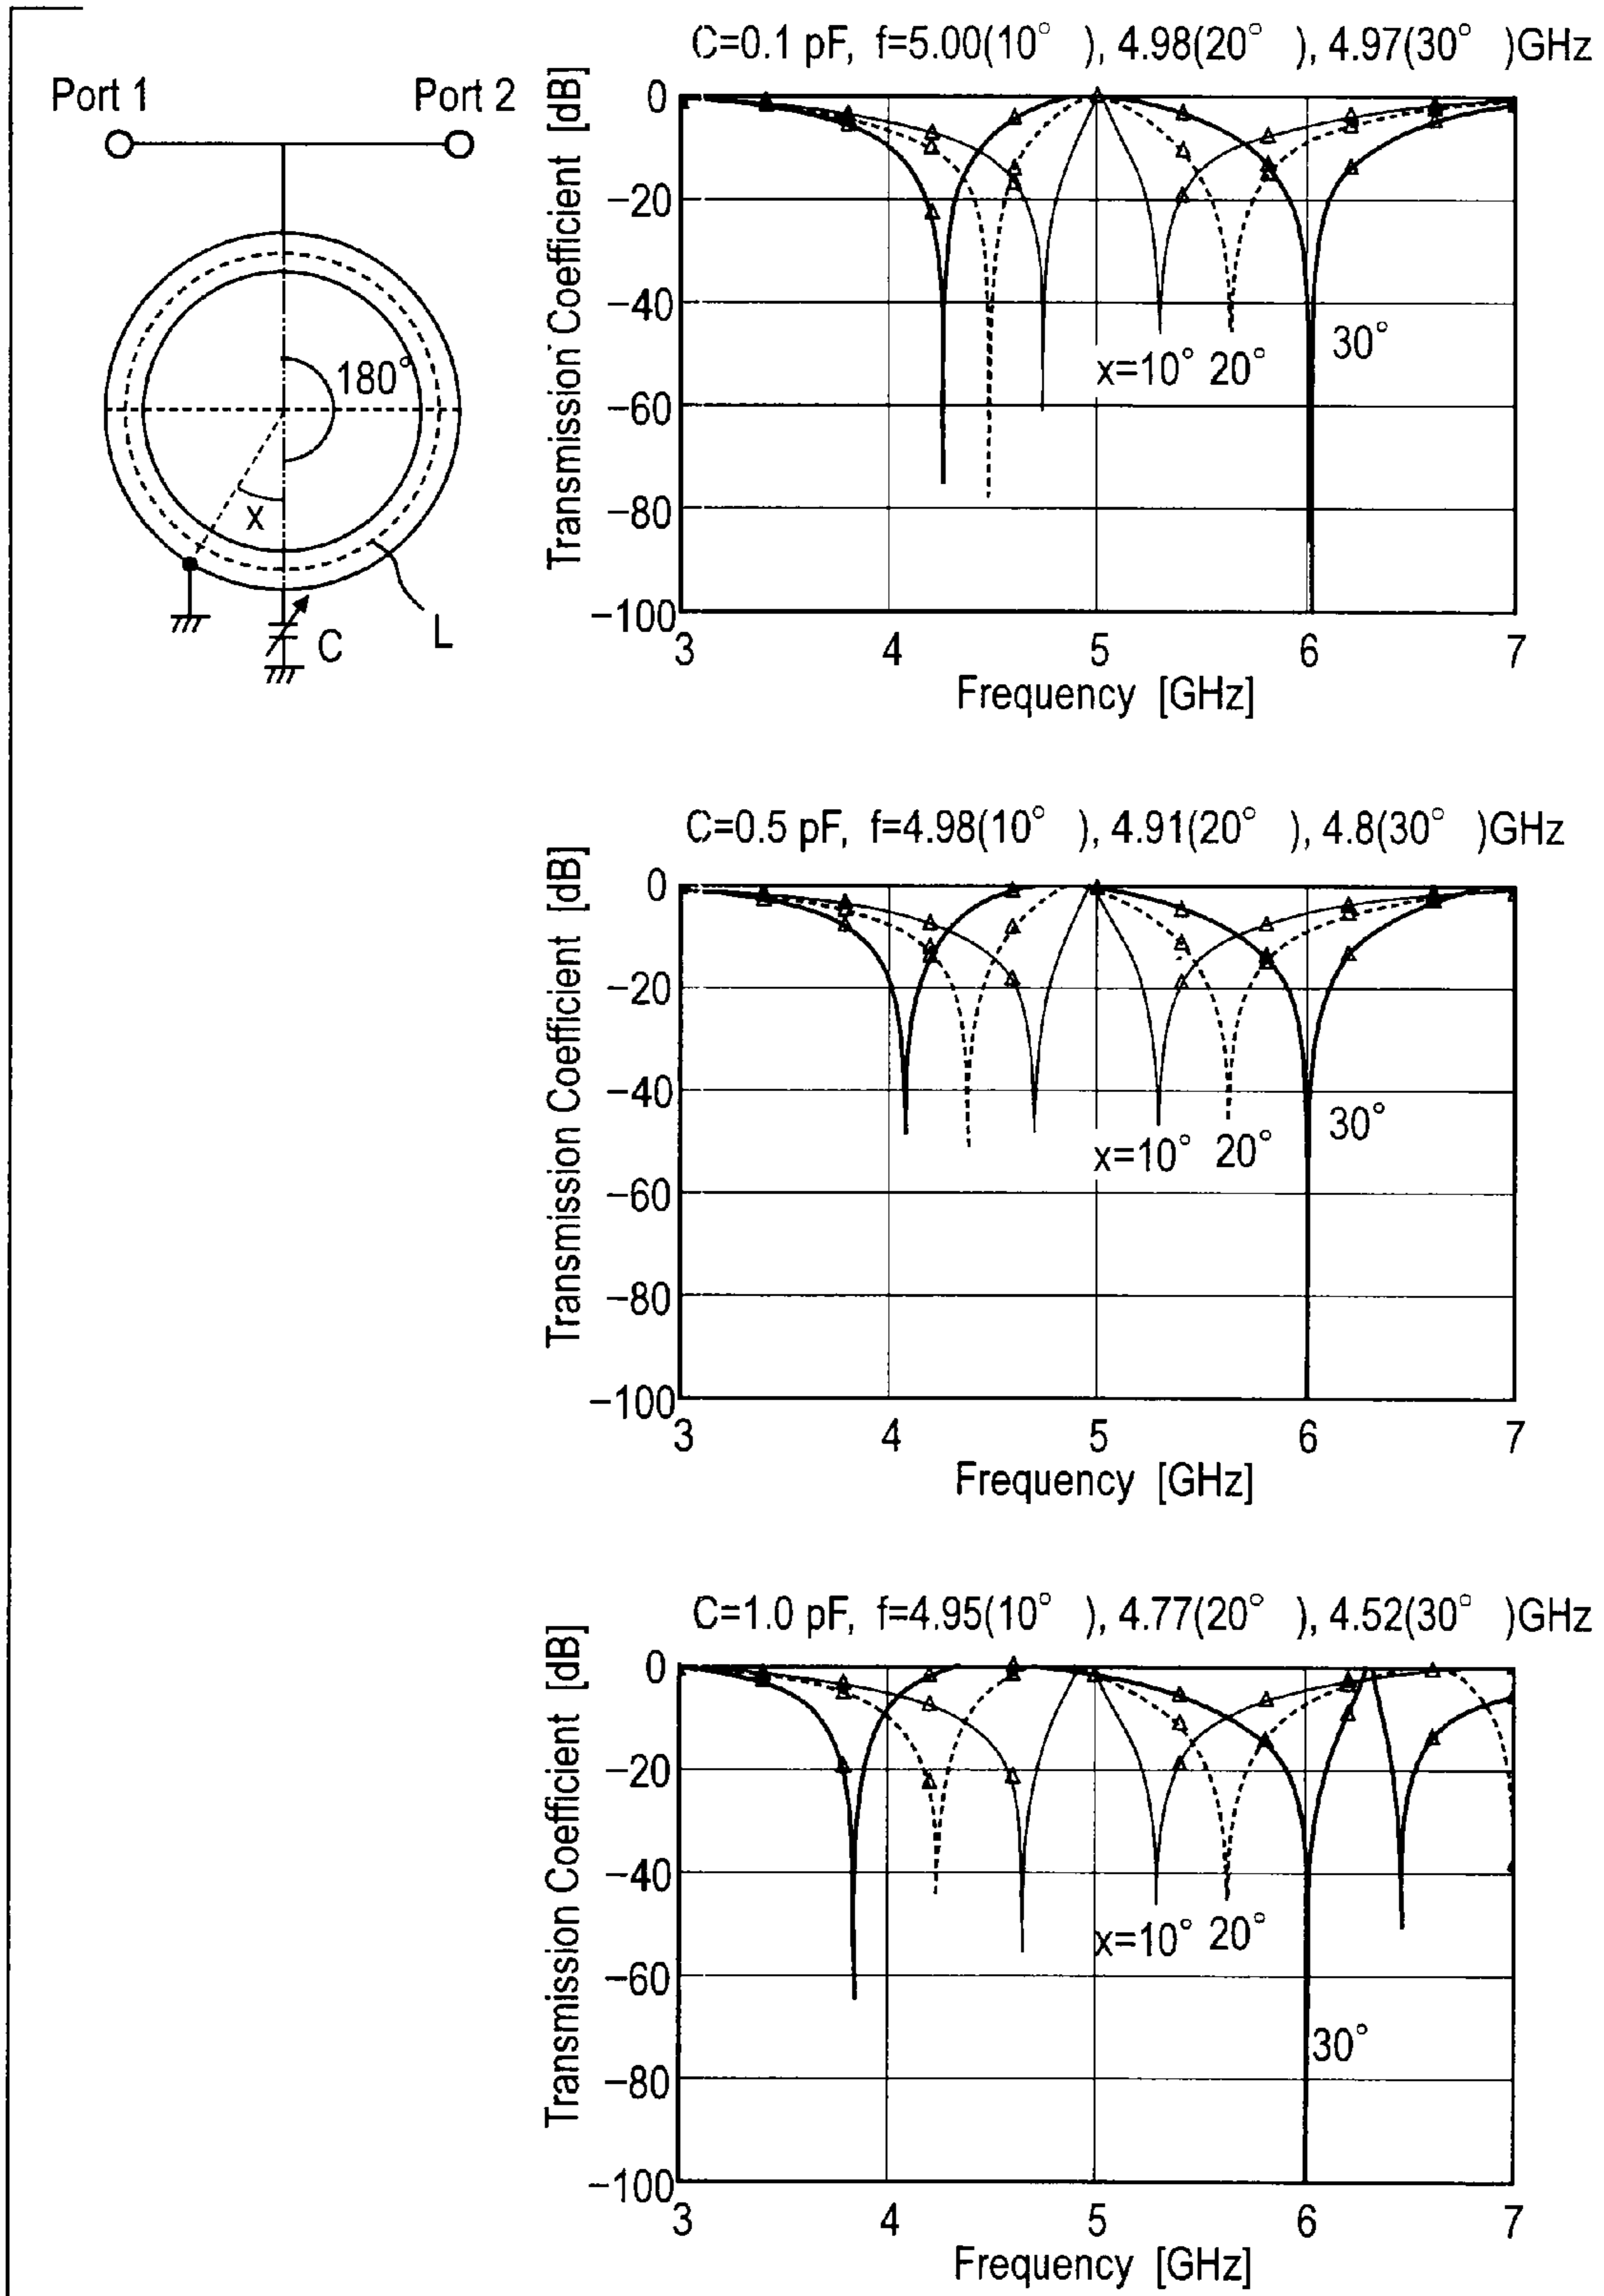 Port 1
Port 2
180°
x
C
L
C=0.1 pF, f=5.00(10° ), 4.98(20° ), 4.97(30° )GHz
Transmission Coefficient [dB]
0
−20
−40
−60
−80
−100
x=10° 20°
30°
3 4 5 6 7
Frequency [GHz]
C=0.5 pF, f=4.98(10° ), 4.91(20° ), 4.8(30° )GHz
Transmission Coefficient [dB]
0
−20
−40
−60
−80
−100
x=10° 20°
30°
3 4 5 6 7
Frequency [GHz]
C=1.0 pF, f=4.95(10° ), 4.77(20° ), 4.52(30° )GHz
Transmission Coefficient [dB]
0
−20
−40
−60
−80
−100
x=10° 20°
30°
3 4 5 6 7
Frequency [GHz]